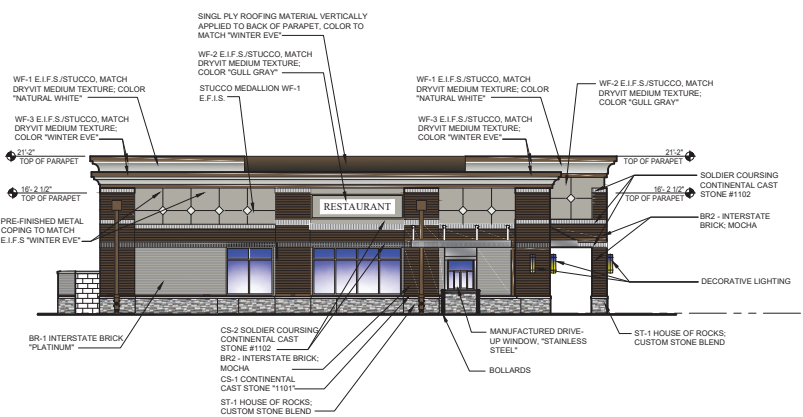 SINGL PLY ROOFING MATERIAL VERTICALLY
APPLIED TO BACK OF PARAPET, COLOR TO
MATCH "WINTER EVE"
WF-2 E.I.F.S./STUCCO, MATCH
DRYVIT MEDIUM TEXTURE;
COLOR "GULL GRAY"
STUCCO MEDALLION WF-1
E.F.I.S.
WF-1 E.I.F.S./STUCCO, MATCH
DRYVIT MEDIUM TEXTURE; COLOR
"NATURAL WHITE"
WF-3 E.I.F.S./STUCCO, MATCH
DRYVIT MEDIUM TEXTURE;
COLOR "WINTER EVE"
WF-1 E.I.F.S./STUCCO, MATCH
DRYVIT MEDIUM TEXTURE; COLOR
"NATURAL WHITE"
WF-3 E.I.F.S./STUCCO, MATCH
DRYVIT MEDIUM TEXTURE;
COLOR "WINTER EVE"
WF-2 E.I.F.S./STUCCO, MATCH
DRYVIT MEDIUM TEXTURE;
COLOR "GULL GRAY"
21'-2"
TOP OF PARAPET
21'-2"
TOP OF PARAPET
16'- 2 1/2"
TOP OF PARAPET
16'- 2 1/2"
TOP OF PARAPET
RESTAURANT
PRE-FINISHED METAL
COPING TO MATCH
E.I.F.S "WINTER EVE"
SOLDIER COURSING
CONTINENTAL CAST
STONE #1102
BR2 - INTERSTATE
BRICK; MOCHA
DECORATIVE LIGHTING
BR-1 INTERSTATE BRICK
"PLATINUM"
CS-2 SOLDIER COURSING
CONTINENTAL CAST
STONE #1102
BR2 - INTERSTATE BRICK;
MOCHA
CS-1 CONTINENTAL
CAST STONE "1101"
ST-1 HOUSE OF ROCKS;
CUSTOM STONE BLEND
MANUFACTURED DRIVE-
UP WINDOW, "STAINLESS
STEEL"
BOLLARDS
ST-1 HOUSE OF ROCKS;
CUSTOM STONE BLEND